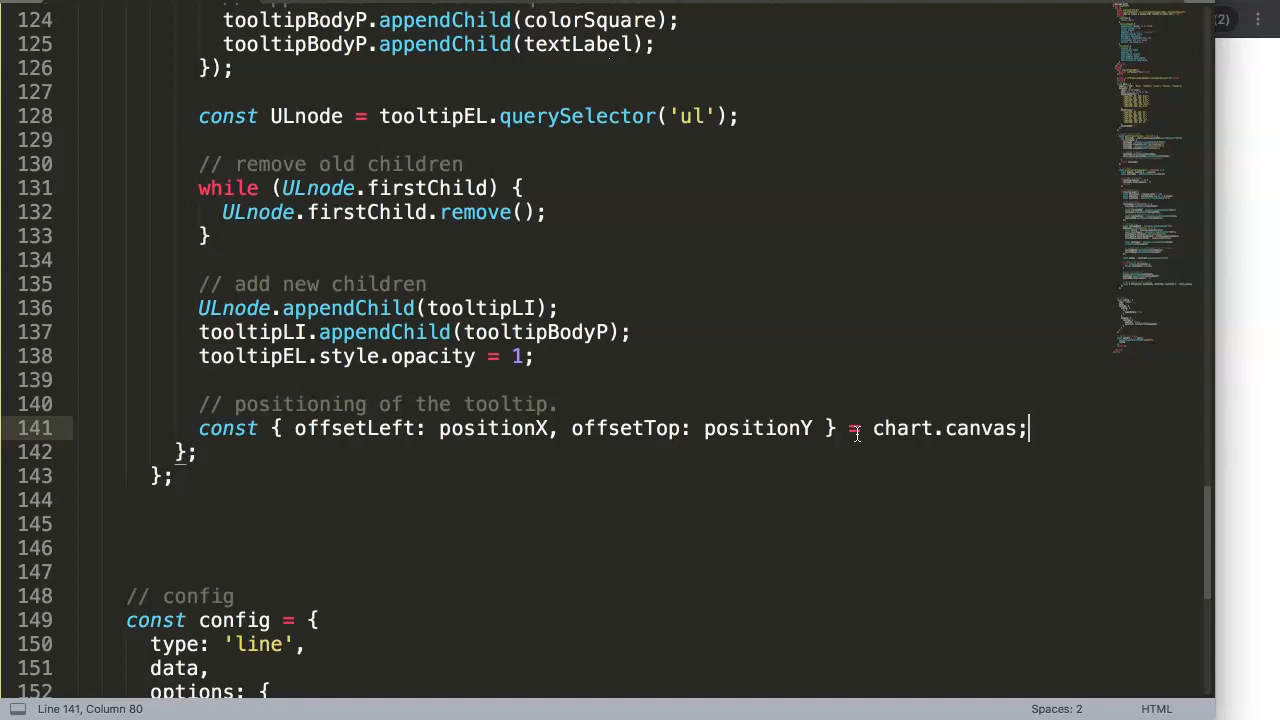 124 tooltipBodyP.appendChild(colorSquare);
125 tooltipBodyP.appendChild(textLabel);
126 });
127
128 const ULnode = tooltipEL.querySelector('ul');
129
130 // remove old children
131 while (ULnode.firstChild) {
132 ULnode.firstChild.remove();
133 }
134
135 // add new children
136 ULnode.appendChild(tooltipLI);
137 tooltipLI.appendChild(tooltipBodyP);
138 tooltipEL.style.opacity = 1;
139
140 // positioning of the tooltip.
141 const { offsetLeft: positionX, offsetTop: positionY } = chart.canvas;
142 };
143 };
144
145
146
147
148 // config
149 const config = {
150 type: 'line',
151 data,
152 options: {
Line 141, Column 80
Spaces: 2
HTML
(2)